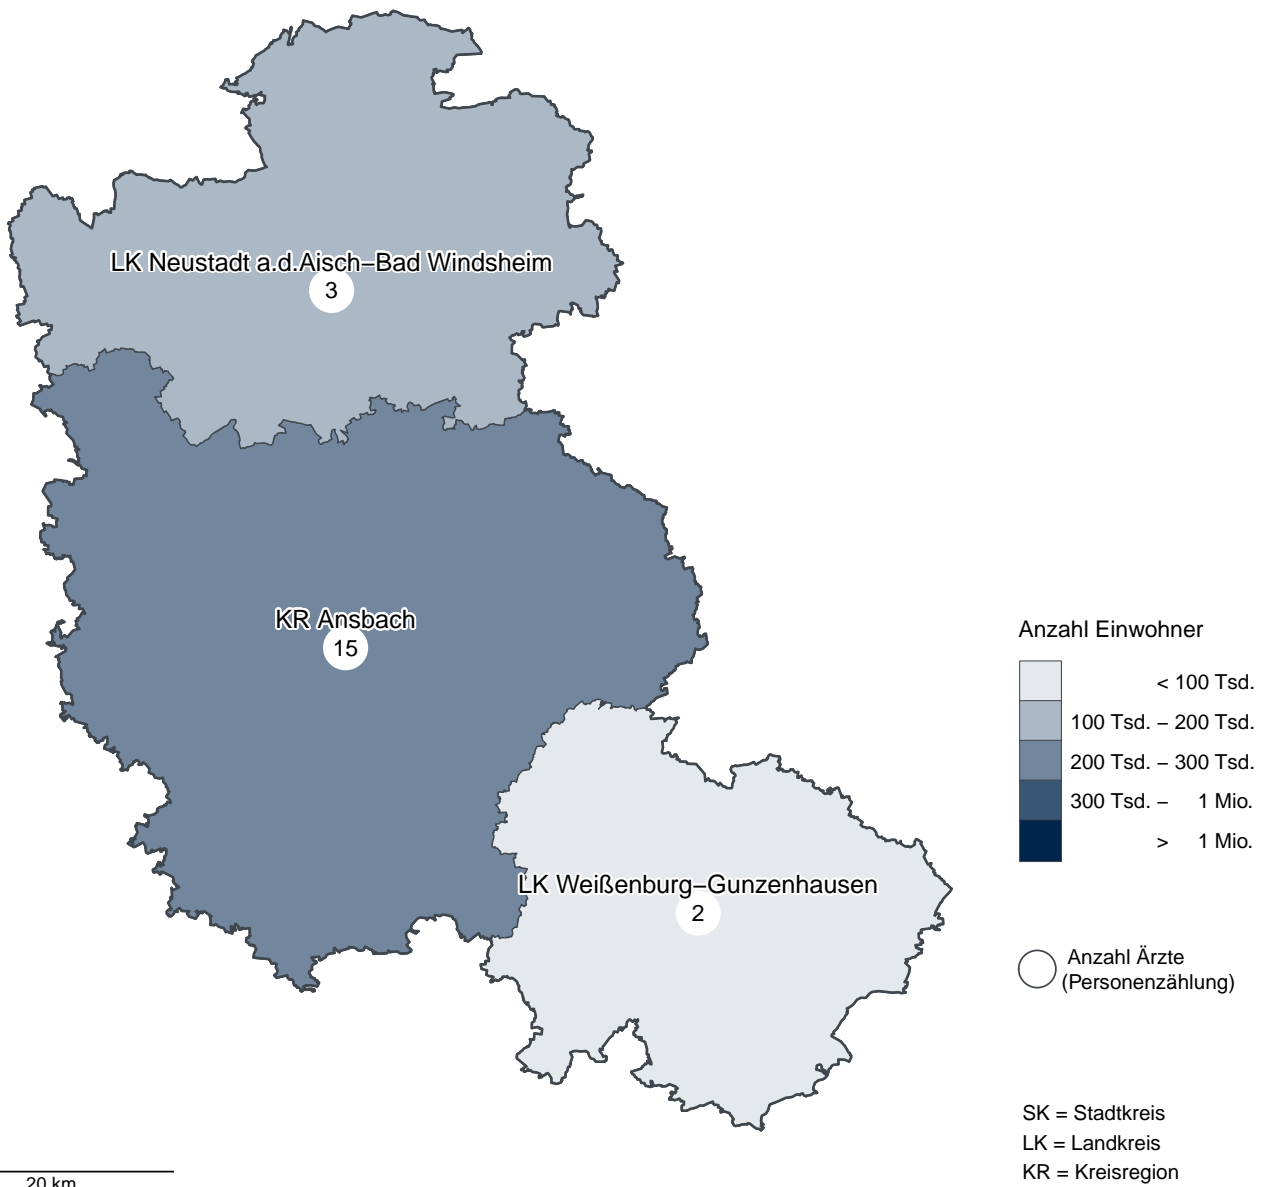 LK Neustadt a.d.Aisch–Bad Windsheim
3
KR Ansbach
15
LK Weißenburg–Gunzenhausen
2
Anzahl Einwohner
< 100 Tsd.
100 Tsd. – 200 Tsd.
200 Tsd. – 300 Tsd.
300 Tsd. – 1 Mio.
> 1 Mio.
Anzahl Ärzte
(Personenzählung)
SK = Stadtkreis
LK = Landkreis
KR = Kreisregion
20 km